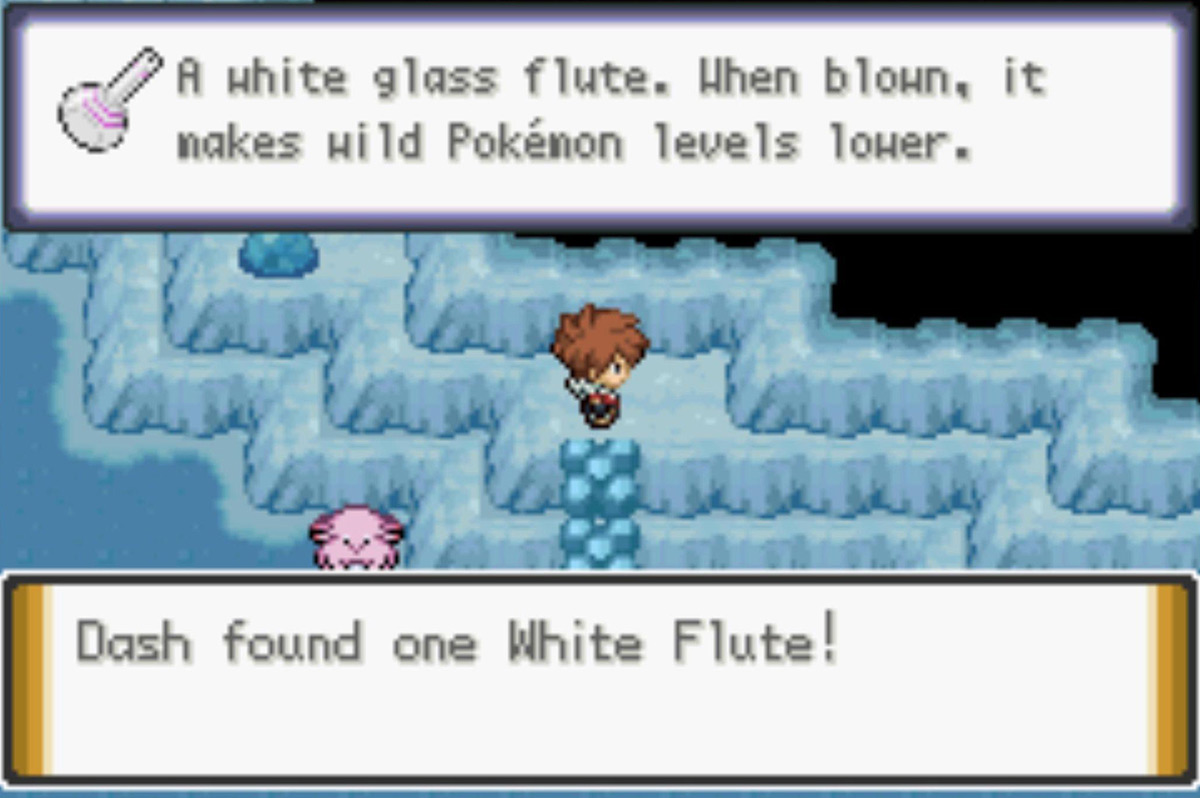 A white glass flute. When blown, it
makes wild Pokémon levels lower.
Dash found one White Flute!